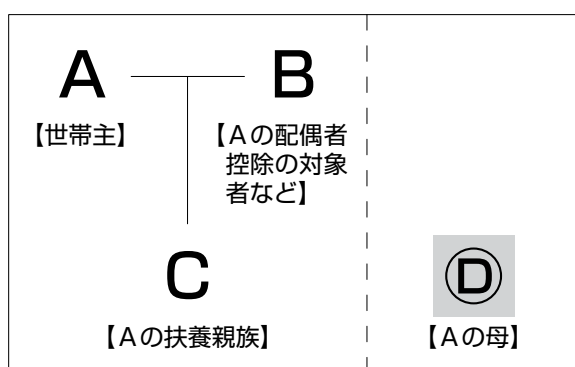 A
B
【世帯主】
【Aの配偶者
控除の対象
者など】
C
D
【Aの扶養親族】
【Aの母】